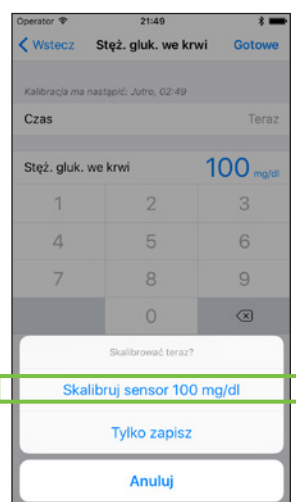 Operator 21:49
Wstecz Stęż. gluk. we krwi Gotowe
Kalibracja ma nastąpić: Jutro, 02:49
Czas Teraz
Stęż. gluk. we krwi 100 mg/dl
1 2 3
4 5 6
7 8 9
0
Skalibrować teraz?
Skalibruj sensor 100 mg/dl
Tylko zapisz
Anuluj